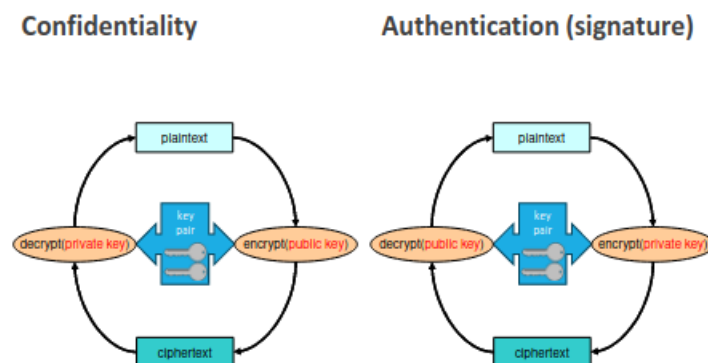 Confidentiality
Authentication (signature)
plaintext
key
pair
decrypt(private key)
encrypt(public key)
ciphertext
plaintext
key
pair
decrypt(public key)
encrypt(private key)
ciphertext